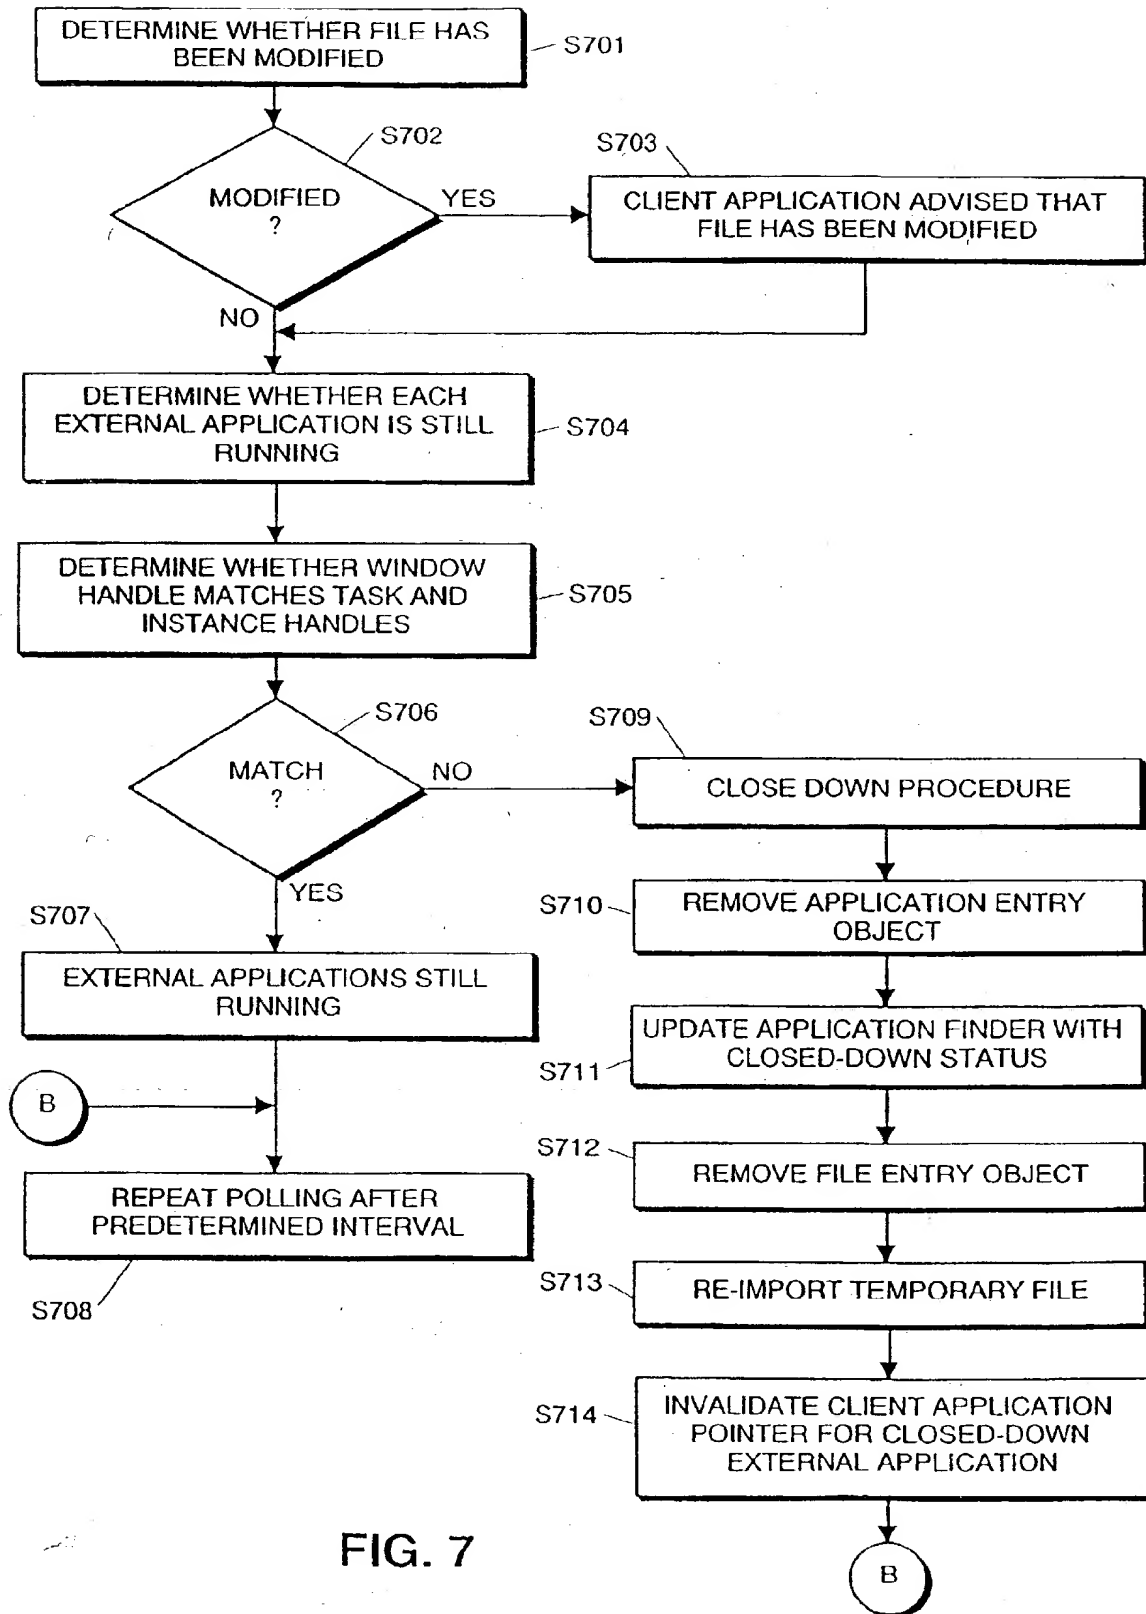 DETERMINE WHETHER FILE HAS
BEEN MODIFIED
S701
S702
MODIFIED
?
YES
NO
S703
CLIENT APPLICATION ADVISED THAT
FILE HAS BEEN MODIFIED
DETERMINE WHETHER EACH
EXTERNAL APPLICATION IS STILL
RUNNING
S704
DETERMINE WHETHER WINDOW
HANDLE MATCHES TASK AND
INSTANCE HANDLES
S705
S706
MATCH
?
NO
YES
S707
EXTERNAL APPLICATIONS STILL
RUNNING
B
REPEAT POLLING AFTER
PREDETERMINED INTERVAL
S708
S709
CLOSE DOWN PROCEDURE
S710
REMOVE APPLICATION ENTRY
OBJECT
UPDATE APPLICATION FINDER WITH
CLOSED-DOWN STATUS
S711
S712
REMOVE FILE ENTRY OBJECT
S713
RE-IMPORT TEMPORARY FILE
S714
INVALIDATE CLIENT APPLICATION
POINTER FOR CLOSED-DOWN
EXTERNAL APPLICATION
B
FIG. 7